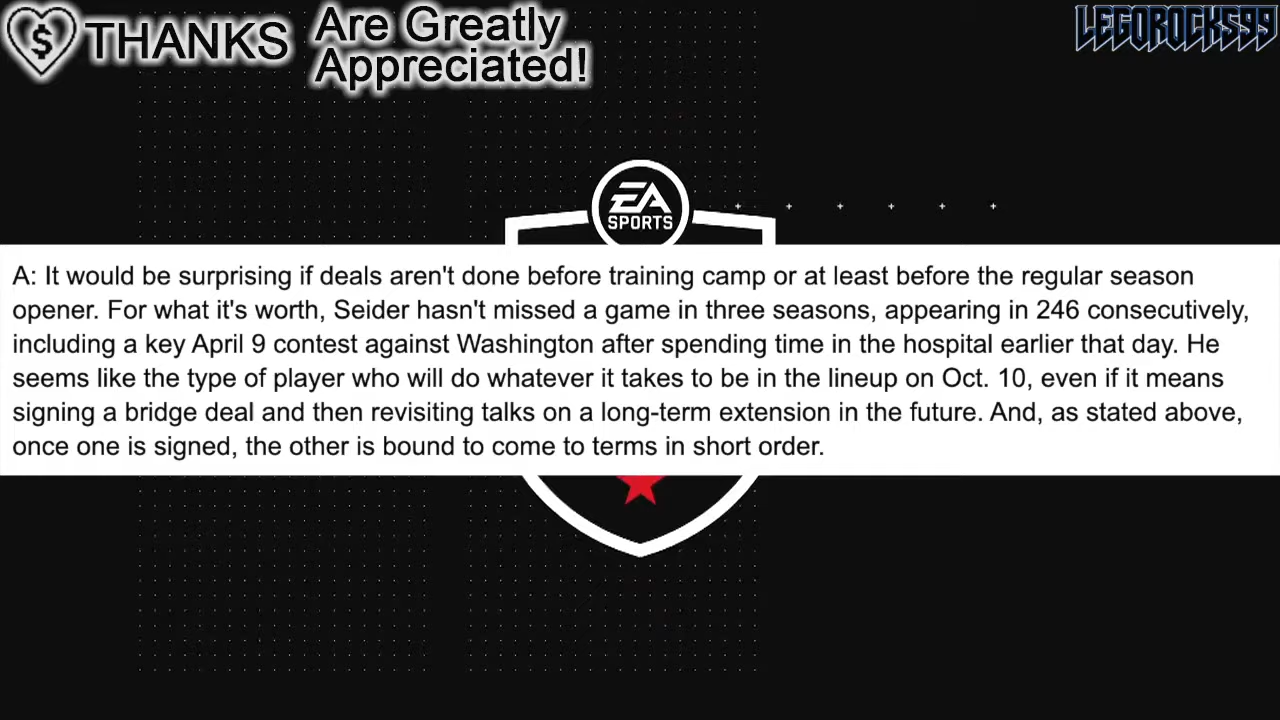 THANKS
Are Greatly
Appreciated!
LEGOROCKS99
EA
SPORTS
A: It would be surprising if deals aren't done before training camp or at least before the regular season
opener. For what it's worth, Seider hasn't missed a game in three seasons, appearing in 246 consecutively,
including a key April 9 contest against Washington after spending time in the hospital earlier that day. He
seems like the type of player who will do whatever it takes to be in the lineup on Oct. 10, even if it means
signing a bridge deal and then revisiting talks on a long-term extension in the future. And, as stated above,
once one is signed, the other is bound to come to terms in short order.